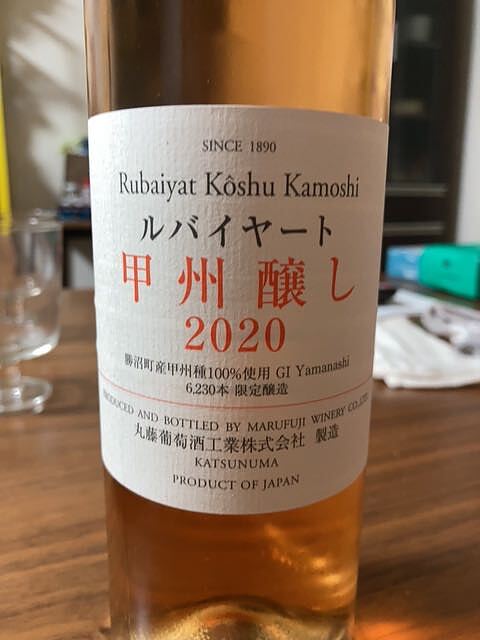 SINCE 1890
Rubaiyat Kôshu Kamoshi
ルバイヤート
甲州醸し
2020
勝沼町産甲州種100%使用 GI Yamanashi
6,230本 限定醸造
PRODUCED AND BOTTLED BY MARUFUJI WINERY CO.,LTD.
丸藤葡萄酒工業株式会社 製造
KATSUNUMA
PRODUCT OF JAPAN